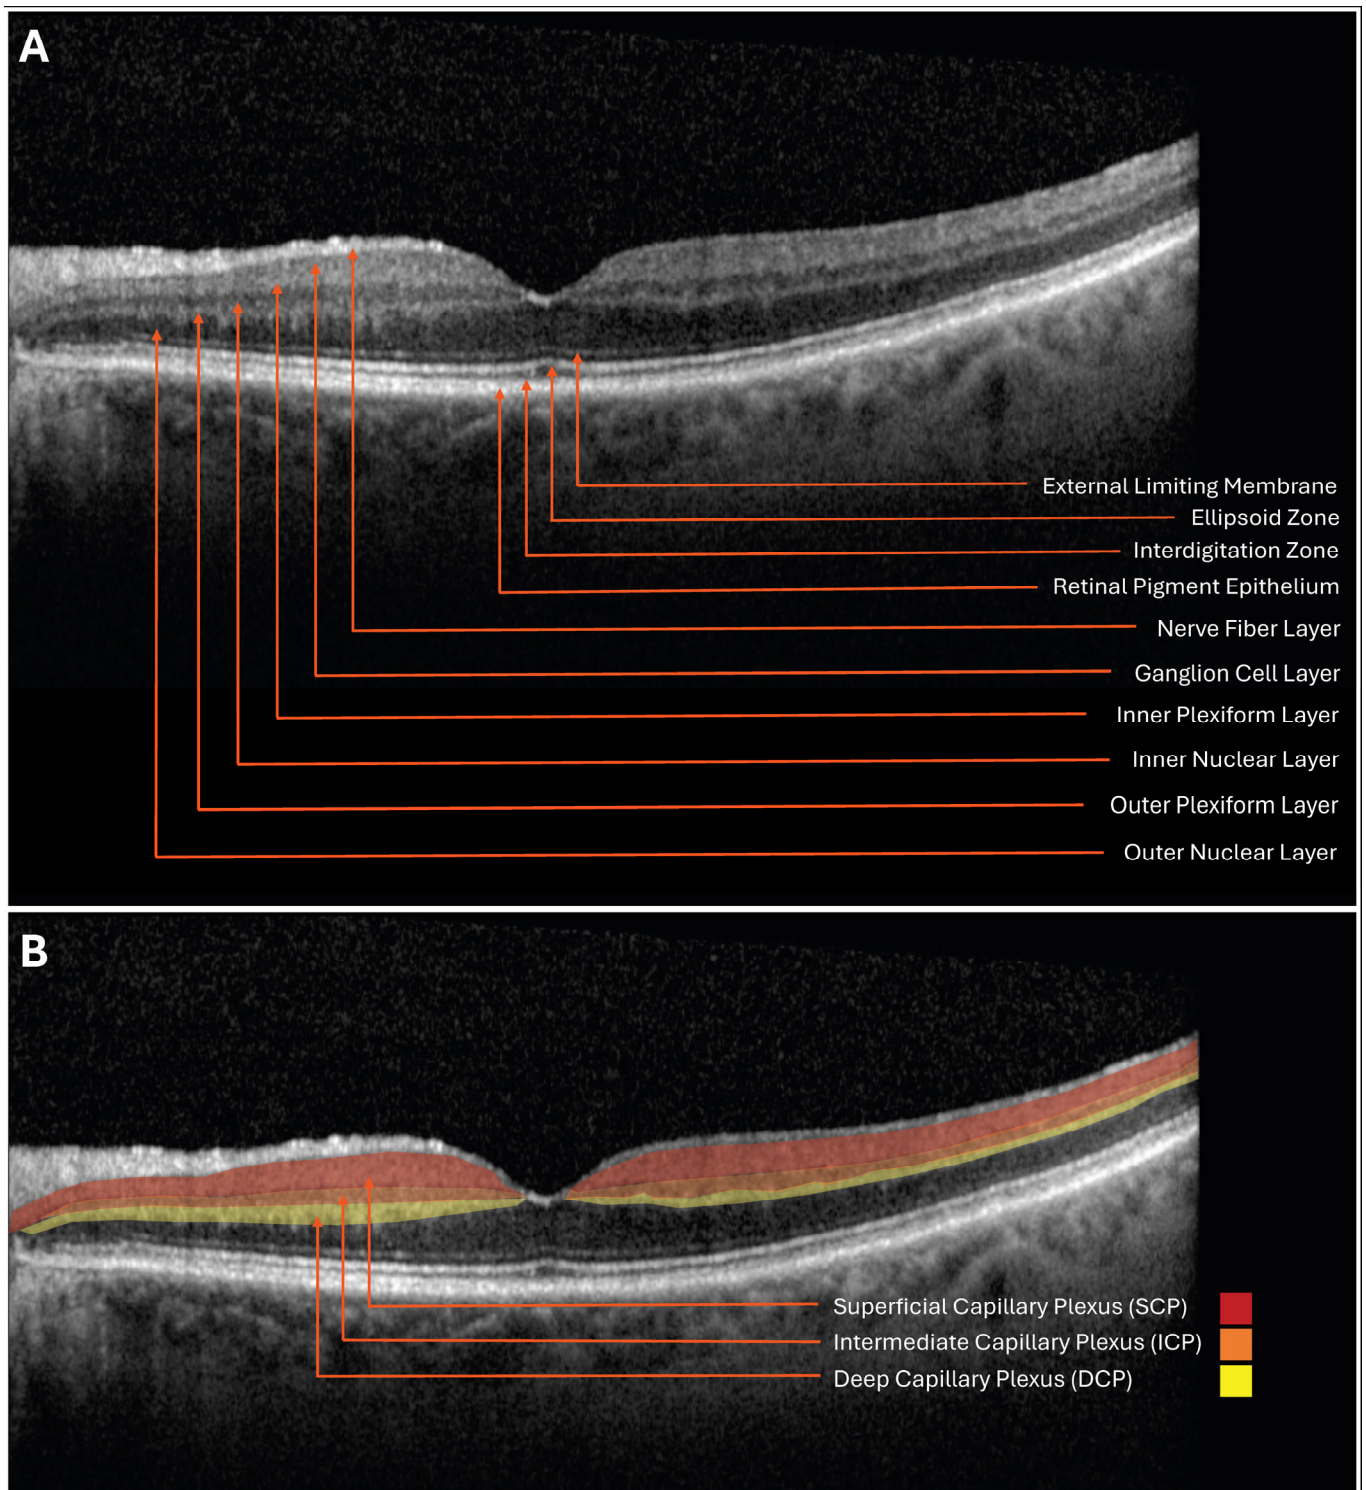 A
External Limiting Membrane
Ellipsoid Zone
Interdigitation Zone
Retinal Pigment Epithelium
Nerve Fiber Layer
Ganglion Cell Layer
Inner Plexiform Layer
Inner Nuclear Layer
Outer Plexiform Layer
Outer Nuclear Layer
B
Superficial Capillary Plexus (SCP)
Intermediate Capillary Plexus (ICP)
Deep Capillary Plexus (DCP)